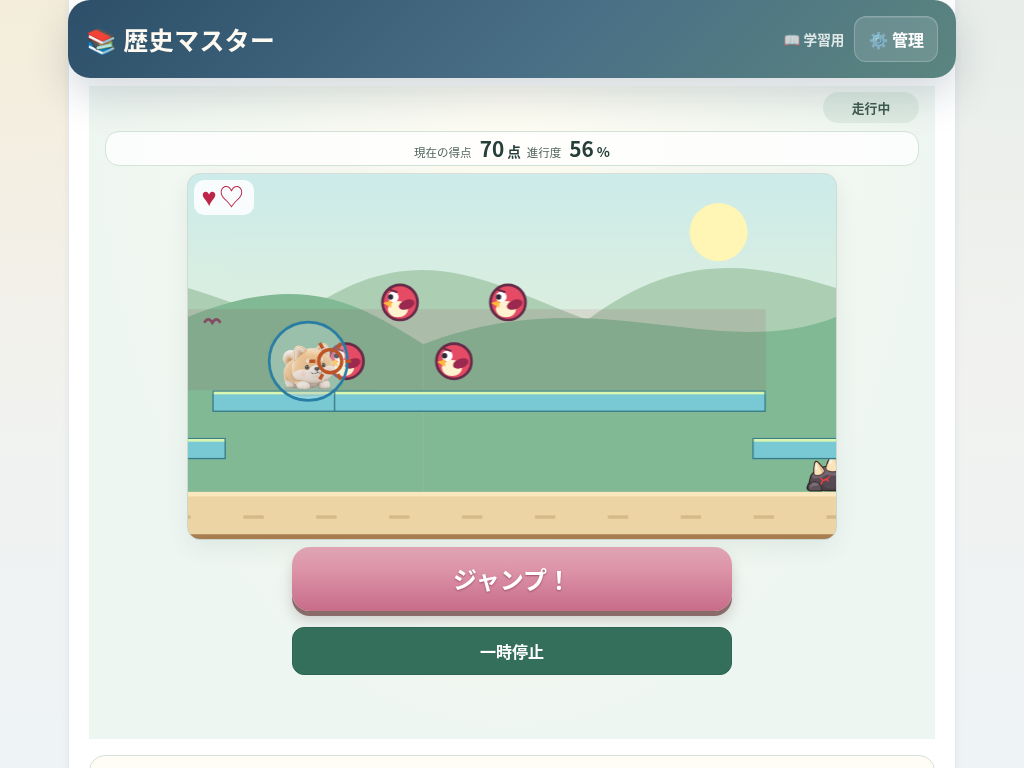 📚 歴史マスター
📖 学習用
⚙️ 管理
走行中
現在の得点 70 点 進行度 56 %
♥♡
ジャンプ！
一時停止